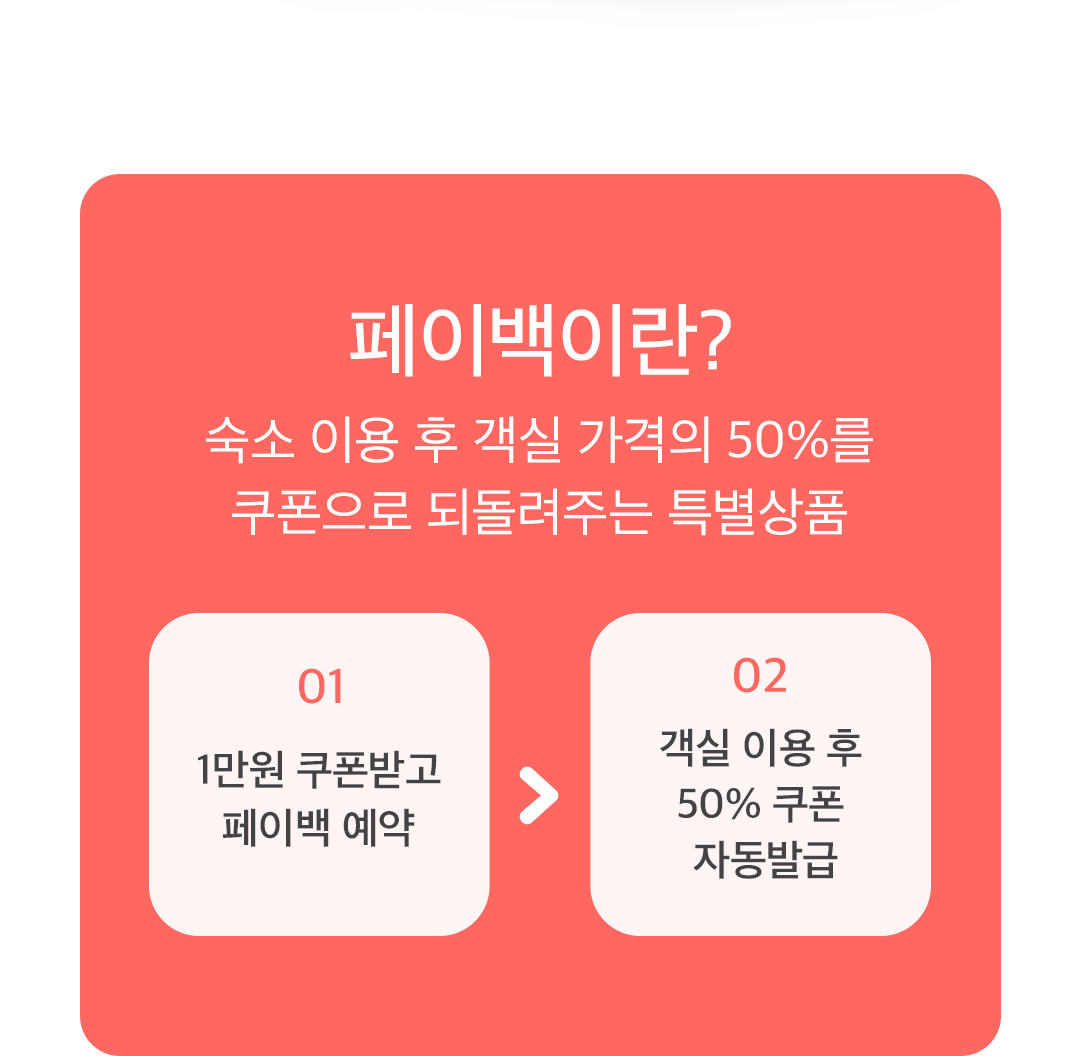 페이백이란?
숙소 이용 후 객실 가격의 50%를
쿠폰으로 되돌려주는 특별상품
01
1만원 쿠폰받고
페이백 예약
02
객실 이용 후
50% 쿠폰
자동발급